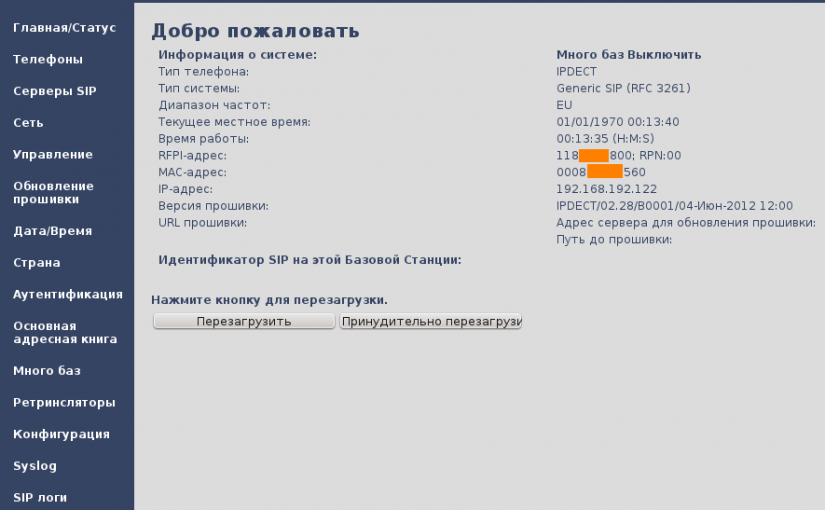 Главная/Статус
Телефоны
Серверы SIP
Сеть
Управление
Обновление
прошивки
Дата/Время
Страна
Аутентификация
Основная
адресная книга
Много баз
Ретринсляторы
Конфигурация
Syslog
SIP логи
Добро пожаловать
Информация о системе: Много баз Выключить
Тип телефона: IPDECT
Тип системы: Generic SIP (RFC 3261)
Диапазон частот: EU
Текущее местное время: 01/01/1970 00:13:40
Время работы: 00:13:35 (H:M:S)
RFPI-адрес: 118 800; RPN:00
MAC-адрес: 0008 560
IP-адрес: 192.168.192.122
Версия прошивки: IPDECT/02.28/B0001/04-Июн-2012 12:00
URL прошивки: Адрес сервера для обновления прошивки:
Путь до прошивки:
Идентификатор SIP на этой Базовой Станции:
Нажмите кнопку для перезагрузки.
Перезагрузить Принудительно перезагрузи